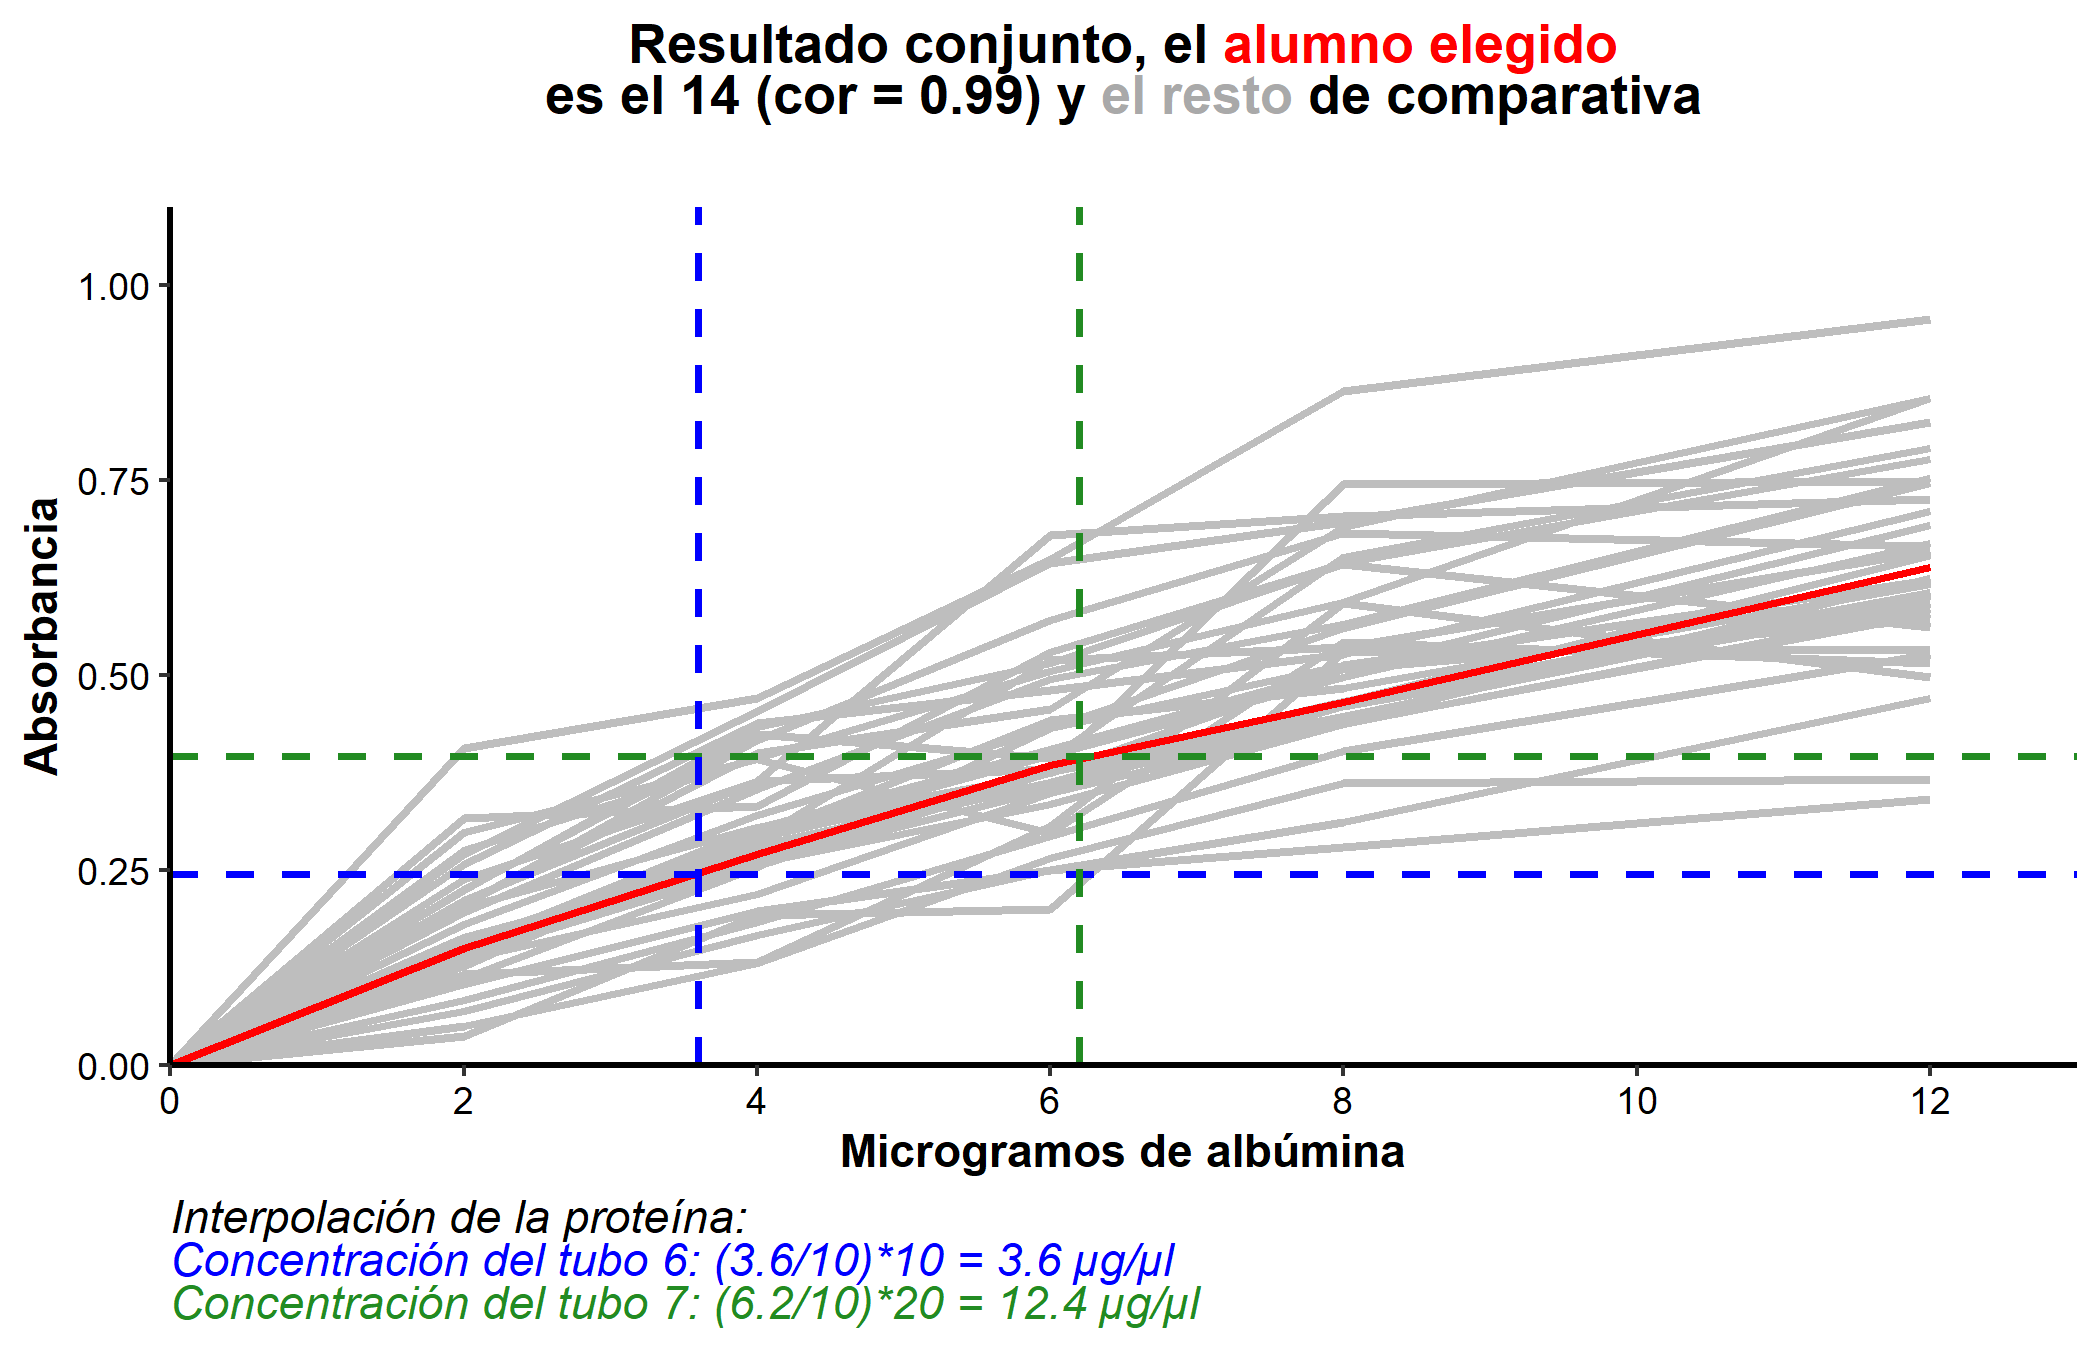 Resultado conjunto, el alumno elegido
es el 14 (cor = 0.99) y el resto de comparativa
1.00
0.75
0.50
0.25
0.00
Absorbancia
0 2 4 6 8 10 12
Microgramos de albúmina
Interpolación de la proteína:
Concentración del tubo 6: (3.6/10)*10 = 3.6 µg/µl
Concentración del tubo 7: (6.2/10)*20 = 12.4 µg/µl